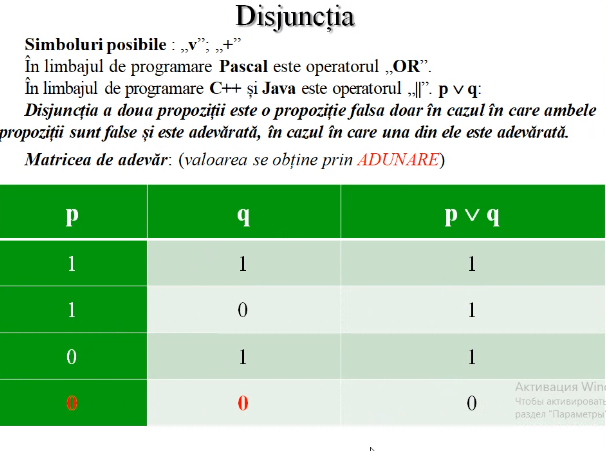 Disjuncția
Simboluri posibile : „v”; „+”
În limbajul de programare Pascal este operatorul „OR”.
În limbajul de programare C++ și Java este operatorul „||”. p ∨ q:
Disjuncția a doua propoziții este o propoziție falsa doar în cazul în care ambele
propoziții sunt false și este adevărată, în cazul în care una din ele este adevărată.
Matricea de adevăr: (valoarea se obține prin ADUNARE)
p q p ∨ q
1 1 1
1 0 1
0 1 1
0 0 0
Активация Win
Чтобы активировать
раздел "Параметры